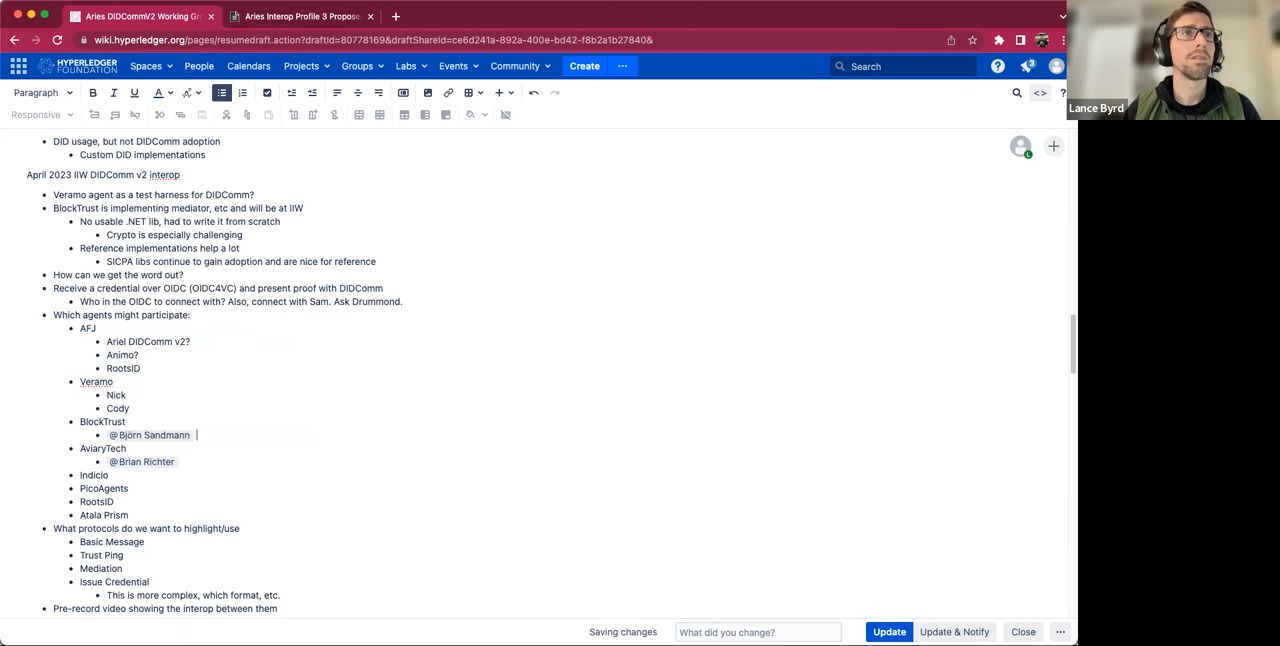 Aries DIDCommV2 Working Gro
Aries Interop Profile 3 Propose
wiki.hyperledger.org/pages/resumedraft.action?draftId=80778169&draftShareId=ce6d241a-892a-400e-bd42-f8b2a1b27840&
HYPERLEDGER FOUNDATION Spaces People Calendars Projects Groups Labs Events Community Create Search 3
Paragraph B I U A
Responsive
Lance Byrd
DID usage, but not DIDComm adoption
Custom DID implementations
April 2023 IIW DIDComm v2 interop
Veramo agent as a test harness for DIDComm?
BlockTrust is implementing mediator, etc and will be at IIW
No usable .NET lib, had to write it from scratch
Crypto is especially challenging
Reference implementations help a lot
SICPA libs continue to gain adoption and are nice for reference
How can we get the word out?
Receive a credential over OIDC (OIDC4VC) and present proof with DIDComm
Who in the OIDC to connect with? Also, connect with Sam. Ask Drummond.
Which agents might participate:
AFJ
Ariel DIDComm v2?
Animo?
RootsID
Veramo
Nick
Cody
BlockTrust
@Björn Sandmann
AviaryTech
@Brian Richter
Indicio
PicoAgents
RootsID
Atala Prism
What protocols do we want to highlight/use
Basic Message
Trust Ping
Mediation
Issue Credential
This is more complex, which format, etc.
Pre-record video showing the interop between them
Saving changes What did you change? Update Update & Notify Close